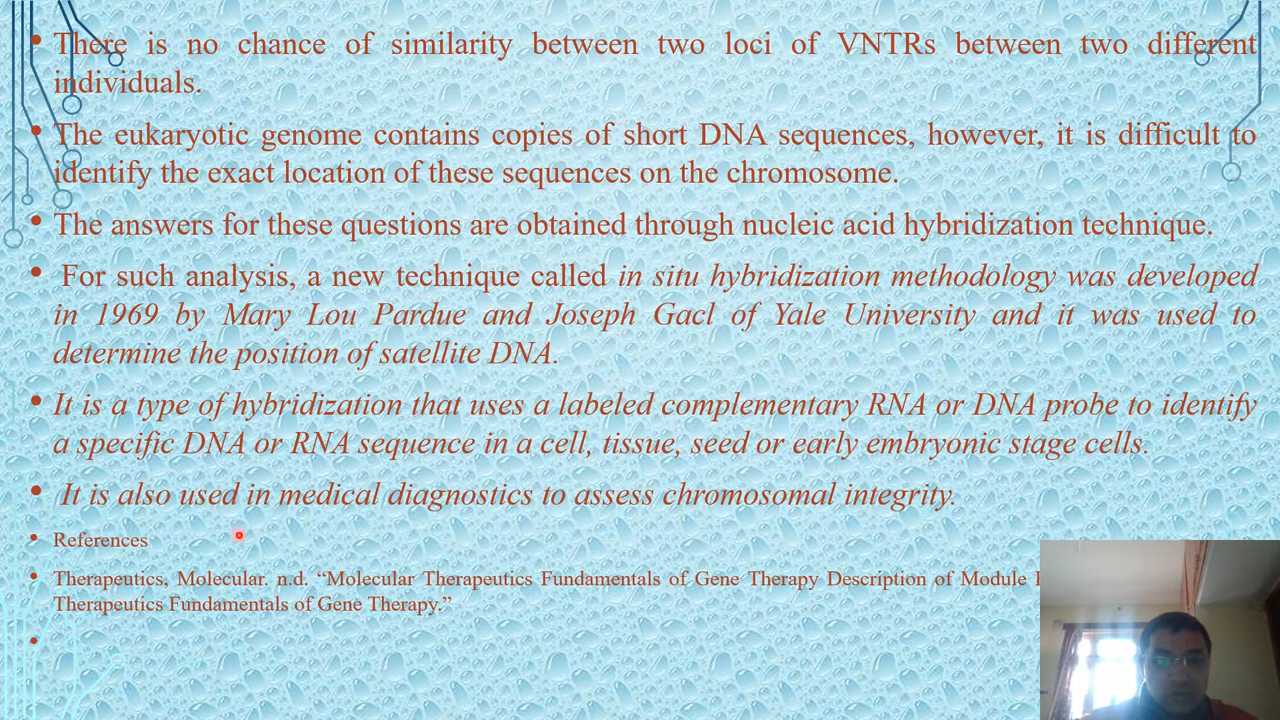 • There is no chance of similarity between two loci of VNTRs between two different
individuals.
• The eukaryotic genome contains copies of short DNA sequences, however, it is difficult to
identify the exact location of these sequences on the chromosome.
• The answers for these questions are obtained through nucleic acid hybridization technique.
• For such analysis, a new technique called in situ hybridization methodology was developed
in 1969 by Mary Lou Pardue and Joseph Gacl of Yale University and it was used to
determine the position of satellite DNA.
• It is a type of hybridization that uses a labeled complementary RNA or DNA probe to identify
a specific DNA or RNA sequence in a cell, tissue, seed or early embryonic stage cells.
• It is also used in medical diagnostics to assess chromosomal integrity.
• References
• Therapeutics, Molecular. n.d. “Molecular Therapeutics Fundamentals of Gene Therapy Description of Module
Therapeutics Fundamentals of Gene Therapy.”
•